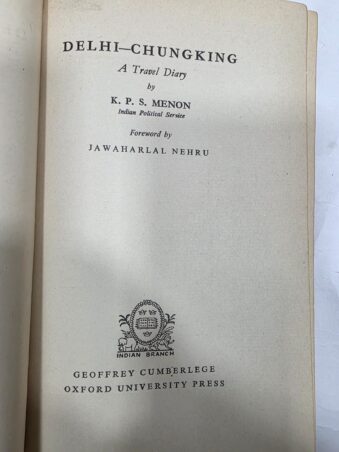 DELHI—CHUNGKING
A Travel Diary
by
K. P. S. MENON
Indian Political Service
Foreword by
JAWAHARLAL NEHRU
INDIAN BRANCH
GEOFFREY CUMBERLEGE
OXFORD UNIVERSITY PRESS